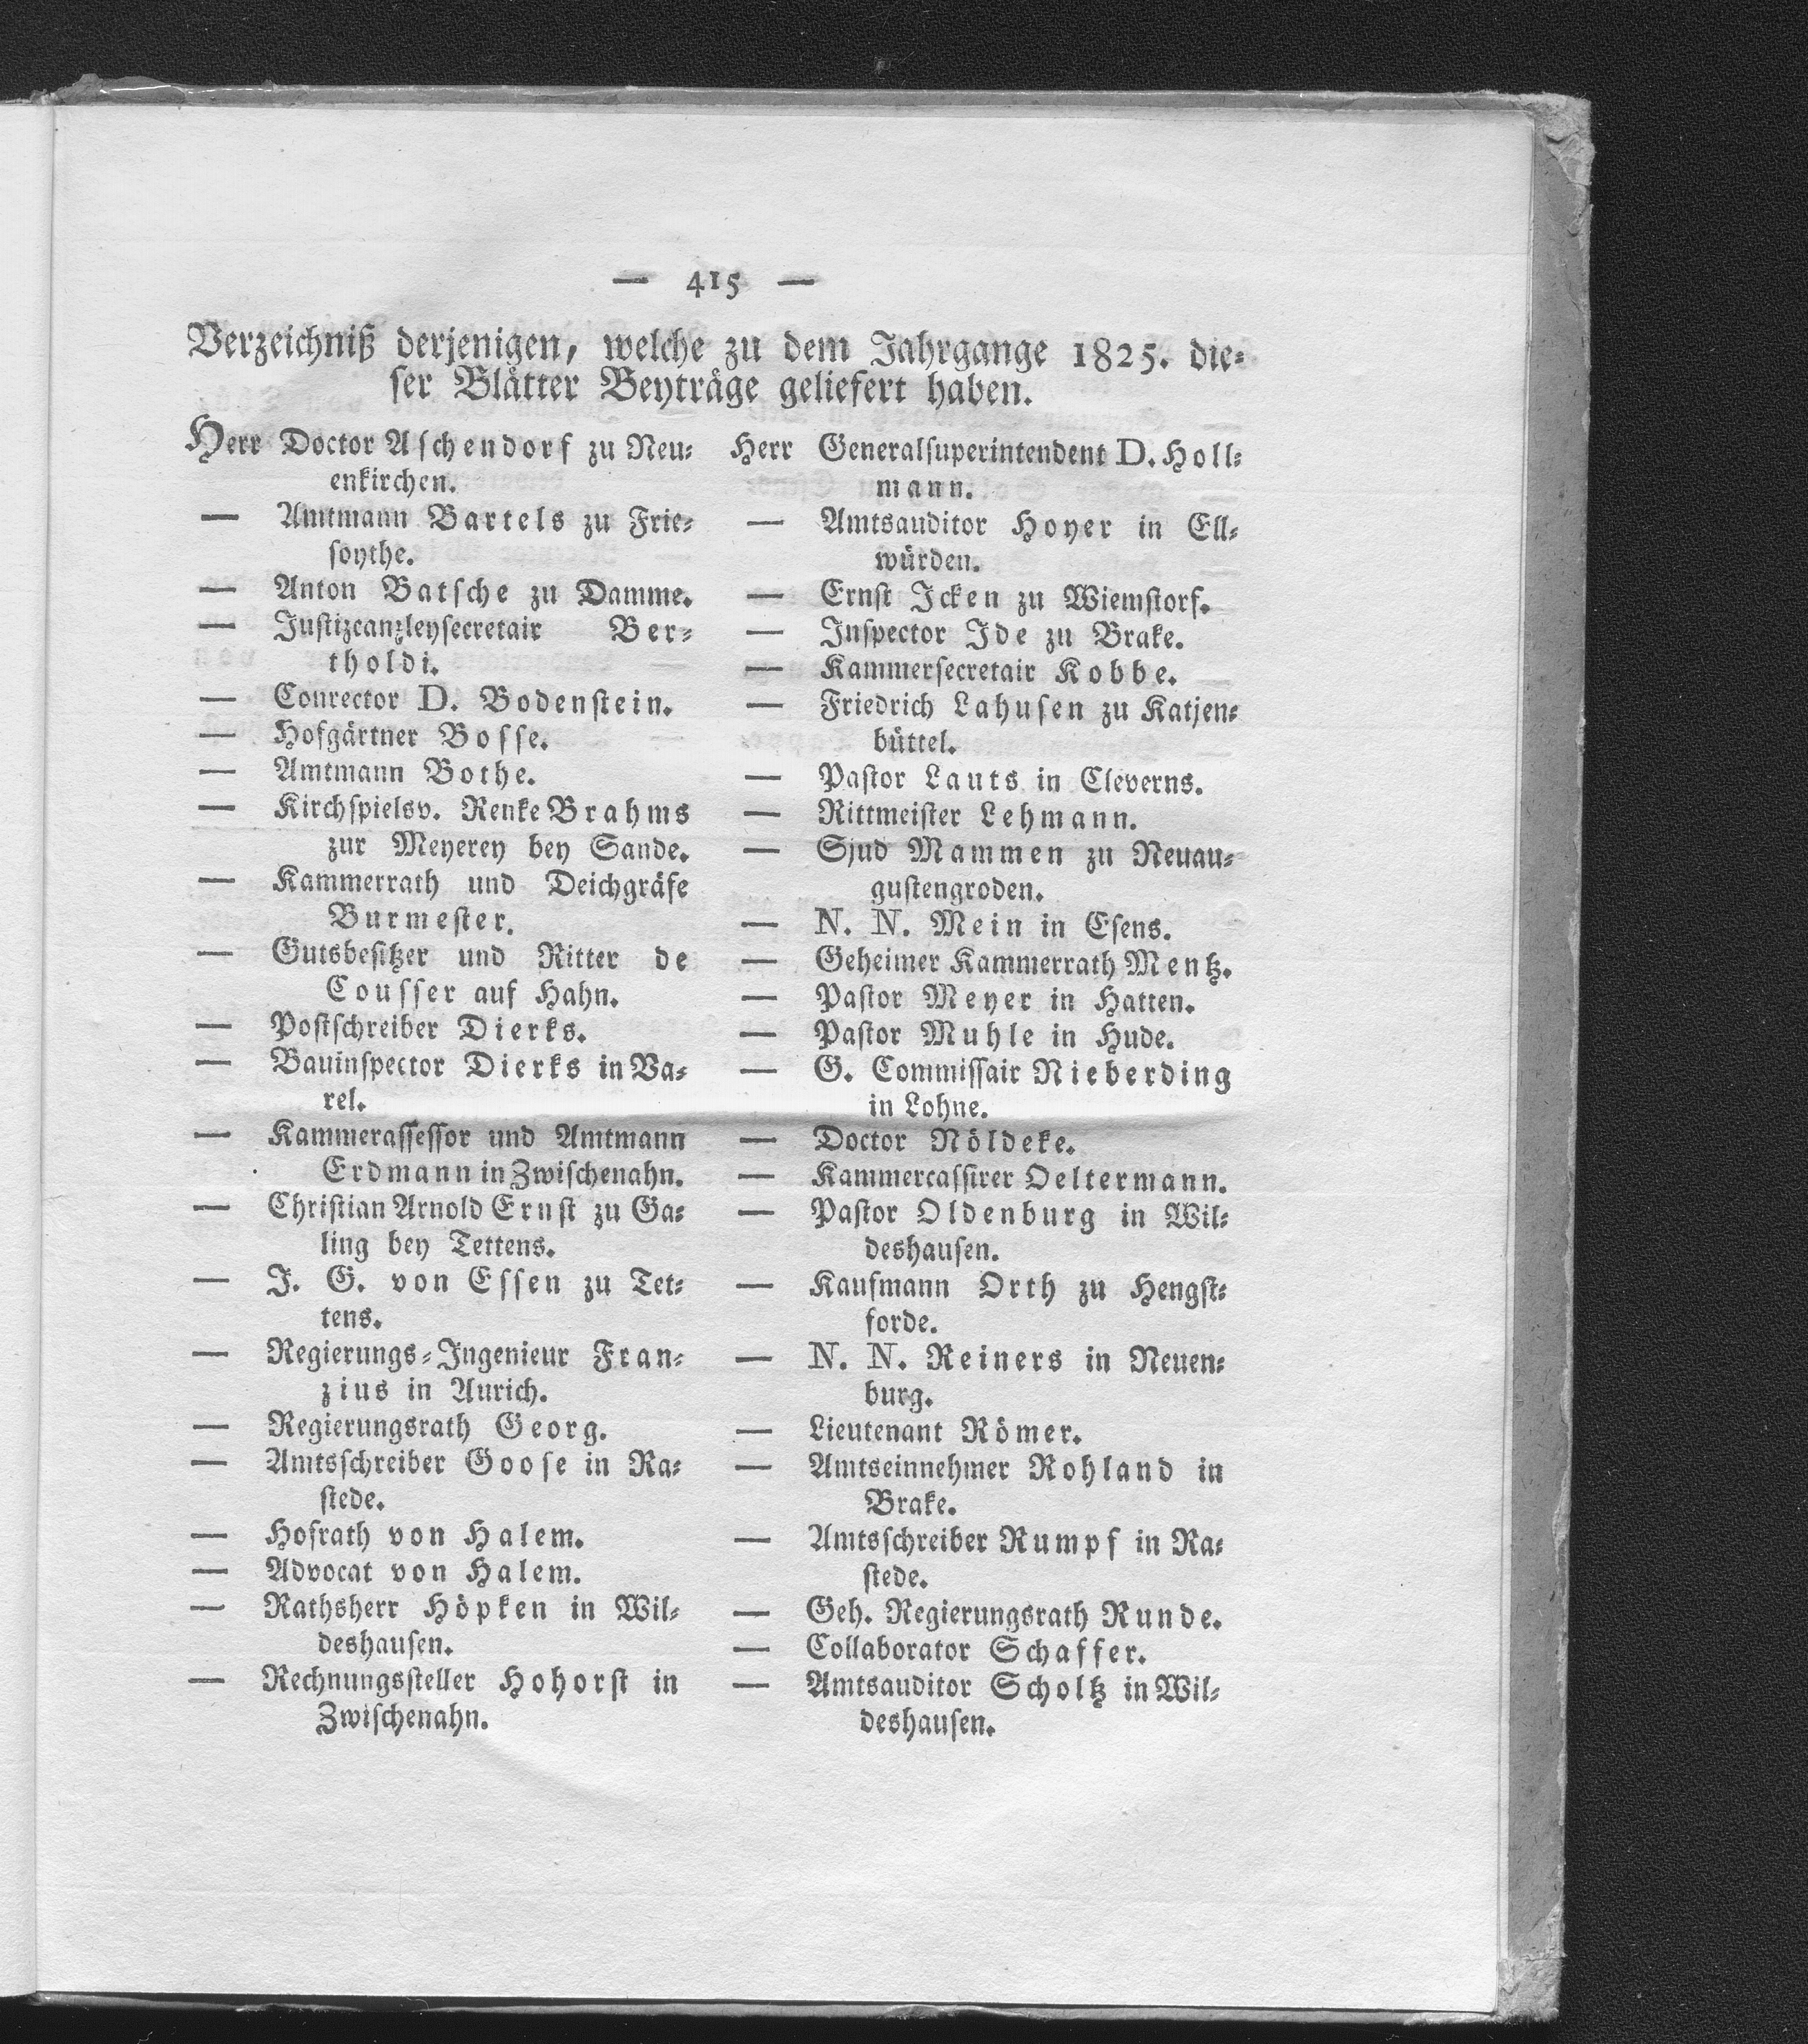 — 415 —
Verzeichniß derjenigen, welche zu dem Jahrgange 1825. die-
ser Blätter Beyträge geliefert haben.
Herr Doctor Aschendorf zu Neu-
enkirchen.
— Amtmann Bartels zu Frie-
soythe.
— Anton Batsche zu Damme.
— Justizcanzleysecretair Ber-
tholdi.
— Conrector D. Bodenstein.
— Hofgärtner Bosse.
— Amtmann Bothe.
— Kirchspielsv. Renke Brahms
zur Meyerey bey Sande.
— Kammerrath und Deichgräfe
Burmester.
— Gutsbesitzer und Ritter de
Cousser auf Hahn.
— Postschreiber Dierks.
— Bauinspector Dierks in Va-
rel.
— Kammerassessor und Amtmann
Erdmann in Zwischenahn.
— Christian Arnold Ernst zu Ga-
ling bey Tettens.
— J. G. von Essen zu Tet-
tens.
— Regierungs-Ingenieur Fran-
zius in Aurich.
— Regierungsrath Georg.
— Amtsschreiber Goose in Ra-
stede.
— Hofrath von Halem.
— Advocat von Halem.
— Rathsherr Höpken in Wil-
deshausen.
— Rechnungssteller Hohorst in
Zwischenahn.
Herr Generalsuperintendent D. Holl-
mann.
— Amtsauditor Hoyer in Ell-
würden.
— Ernst Icken zu Wiemstorf.
— Inspector Ide zu Brake.
— Kammersecretair Kobbe.
— Friedrich Lahusen zu Katjen-
büttel.
— Pastor Lauts in Cleverns.
— Rittmeister Lehmann.
— Sjud Mammen zu Neuau-
gustengroden.
— N. N. Mein in Esens.
— Geheimer Kammerrath Mentz.
— Pastor Meyer in Hatten.
— Pastor Muhle in Hude.
— G. Commissair Nieberding
in Lohne.
— Doctor Nöldeke.
— Kammercassirer Oeltermann.
— Pastor Oldenburg in Wil-
deshausen.
— Kaufmann Orth zu Hengst-
forde.
— N. N. Reiners in Neuen-
burg.
— Lieutenant Römer.
— Amtseinnehmer Rohland in
Brake.
— Amtsschreiber Rumpf in Ra-
stede.
— Geh. Regierungsrath Runde.
— Collaborator Schaffer.
— Amtsauditor Scholtz in Wil-
deshausen.